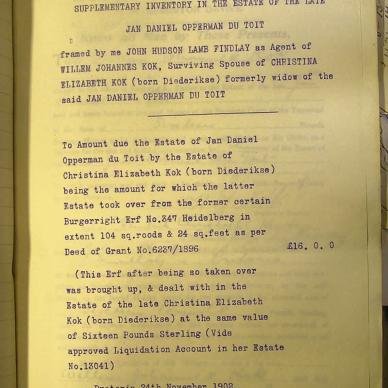 SUPPLEMENTARY INVENTORY IN THE ESTATE OF THE LATE
JAN DANIEL OPPERMAN DU TOIT
framed by me JOHN HUDSON LAMB FINDLAY as Agent of
WILLEM JOHANNES KOK, Surviving Spouse of CHRISTINA
ELIZABETH KOK (born Diederikse) formerly widow of the
said JAN DANIEL OPPERMAN DU TOIT
To Amount due the Estate of Jan Daniel
Opperman du Toit by the Estate of
Christina Elizabeth Kok (born Diederikse)
being the amount for which the latter
Estate took over from the former certain
Burgerright Erf No.347 Heidelberg in
extent 104 sq.roods & 24 sq.feet as per
Deed of Grant No.6237/1896 £16. 0. 0
(This Erf after being so taken over
was brought up, & dealt with in the
Estate of the late Christina Elizabeth
Kok (born Diederikse) at the same value
of Sixteen Pounds Sterling (Vide
approved Liquidation Account in her Estate
No.13041)
Pretoria 24th November 1902